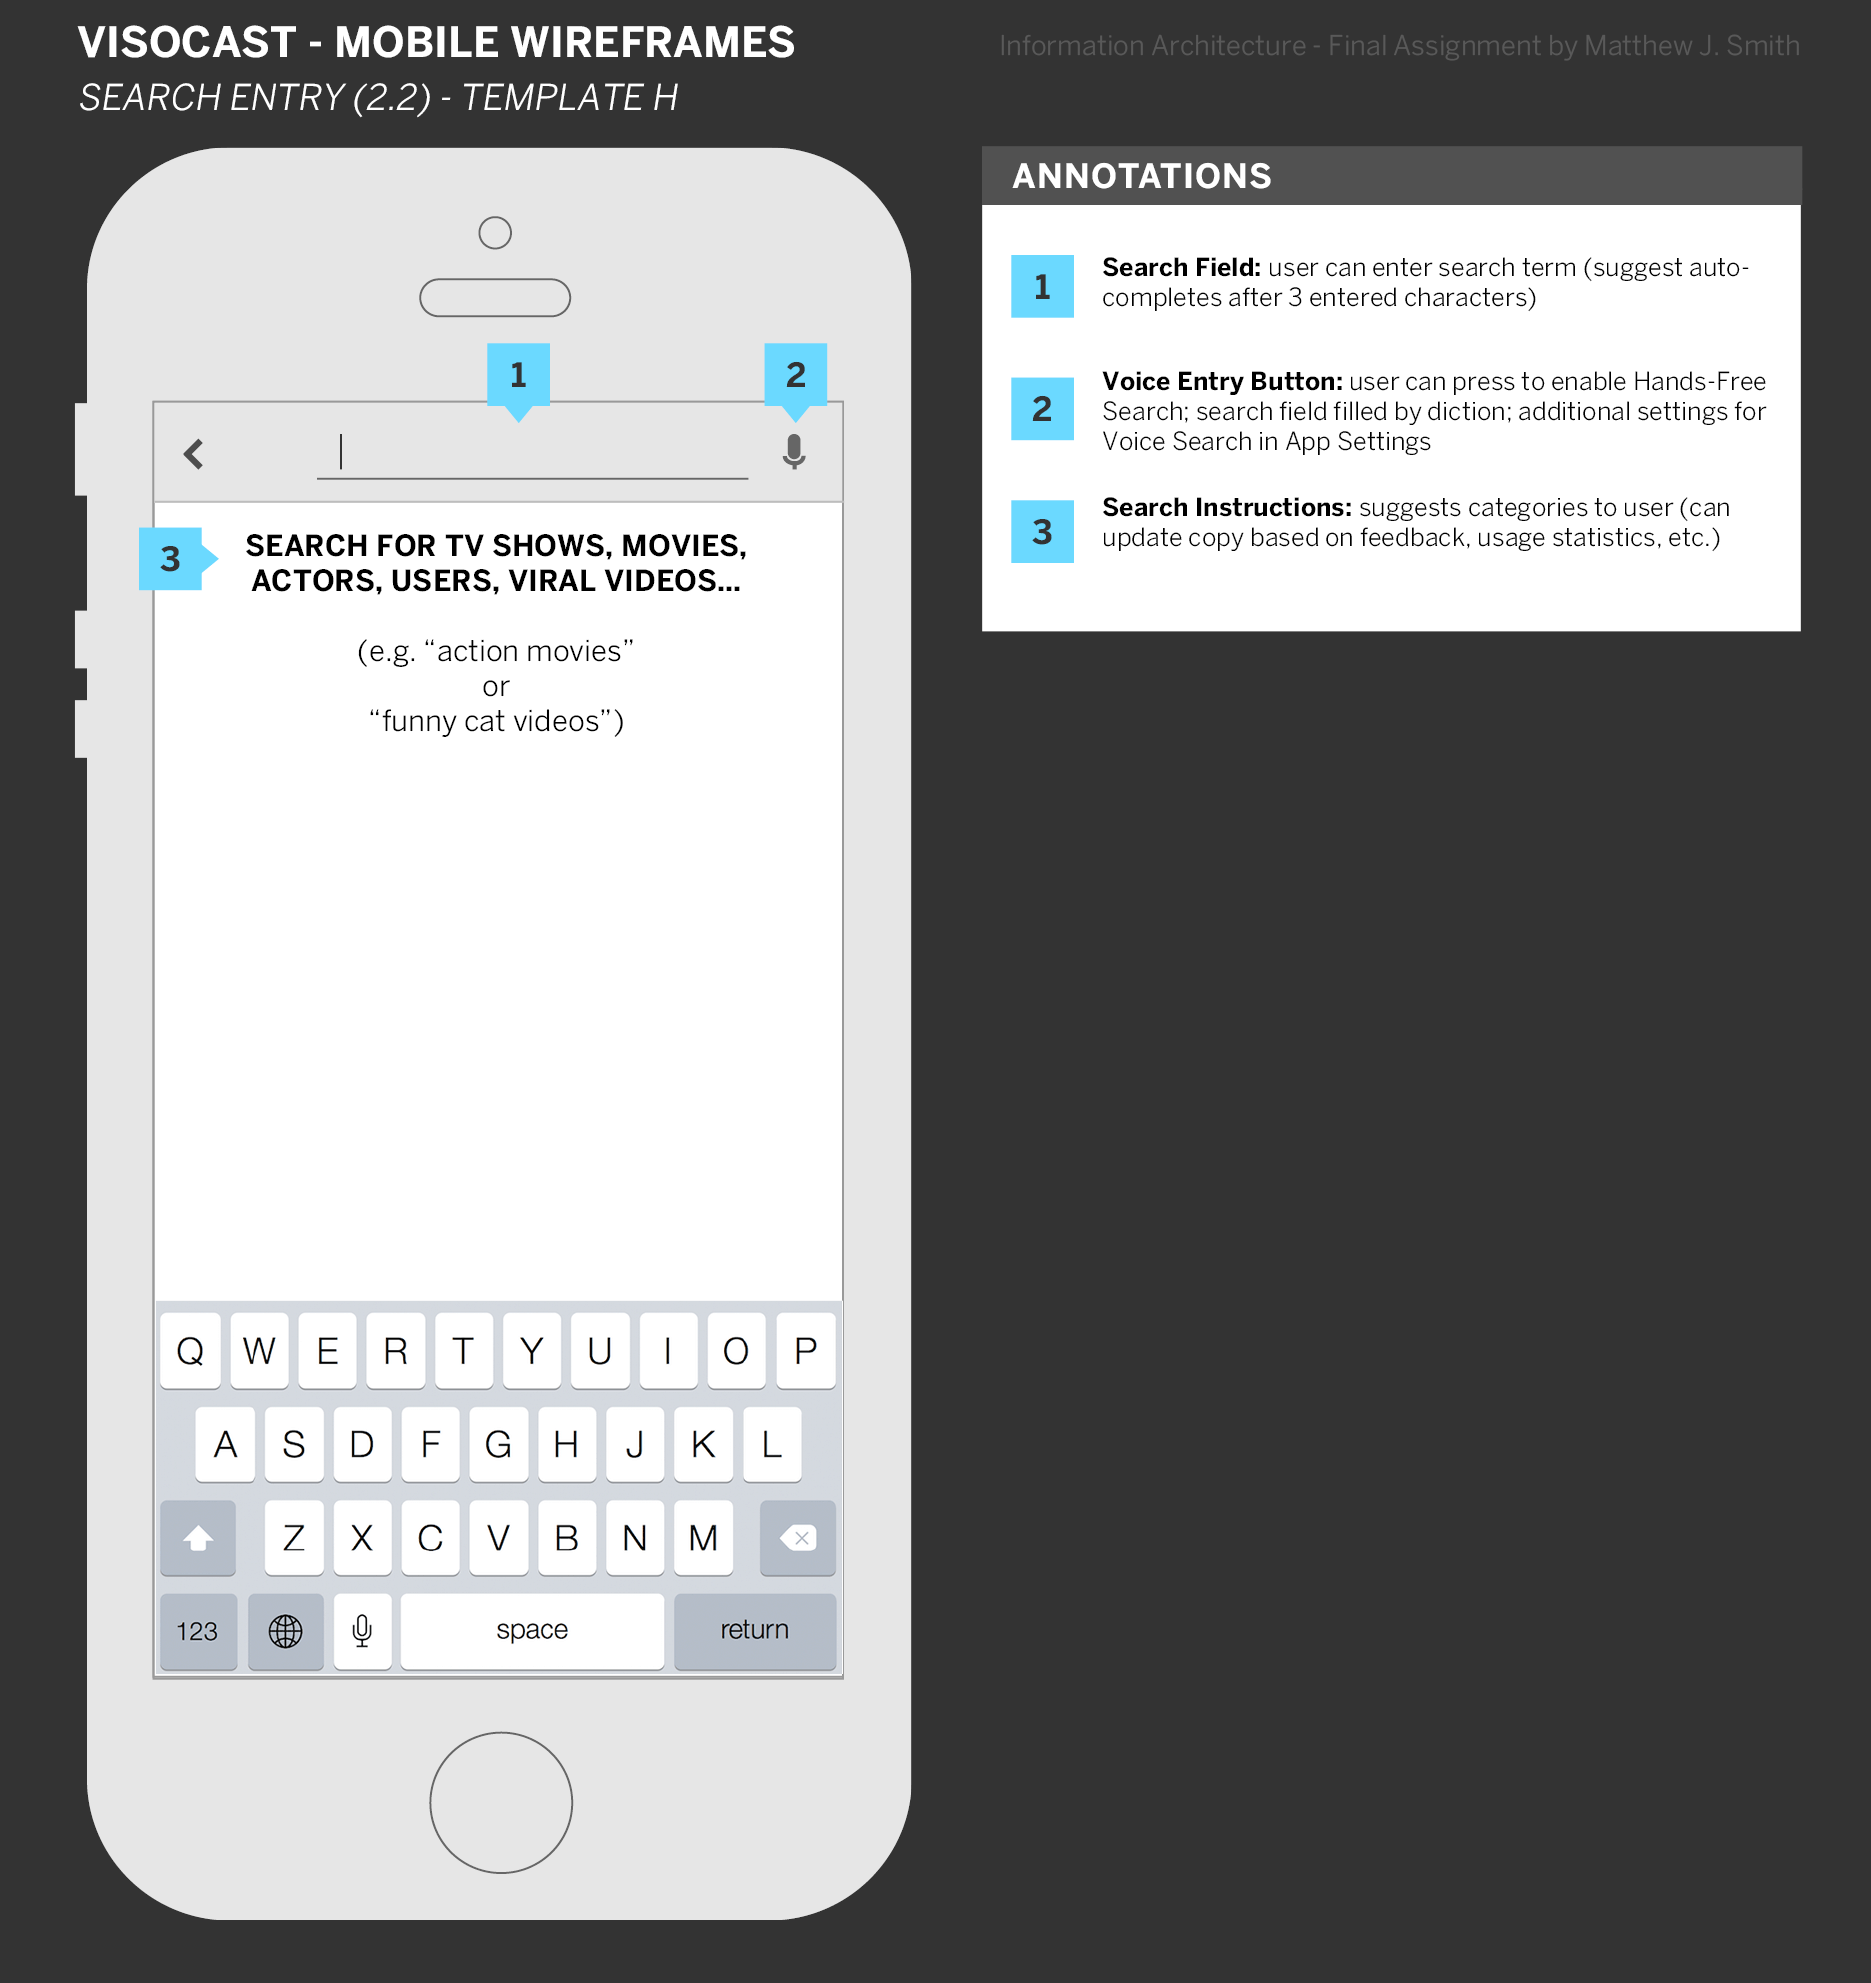 VISOCAST - MOBILE WIREFRAMES
Information Architecture - Final Assignment by Matthew J. Smith
SEARCH ENTRY (2.2) - TEMPLATE H
1
2
3
SEARCH FOR TV SHOWS, MOVIES,
ACTORS, USERS, VIRAL VIDEOS...
(e.g. “action movies”
or
“funny cat videos”)
Q W E R T Y U I O P
A S D F G H J K L
Z X C V B N M
123 space return
ANNOTATIONS
1
Search Field: user can enter search term (suggest auto-
completes after 3 entered characters)
2
Voice Entry Button: user can press to enable Hands-Free
Search; search field filled by diction; additional settings for
Voice Search in App Settings
3
Search Instructions: suggests categories to user (can
update copy based on feedback, usage statistics, etc.)